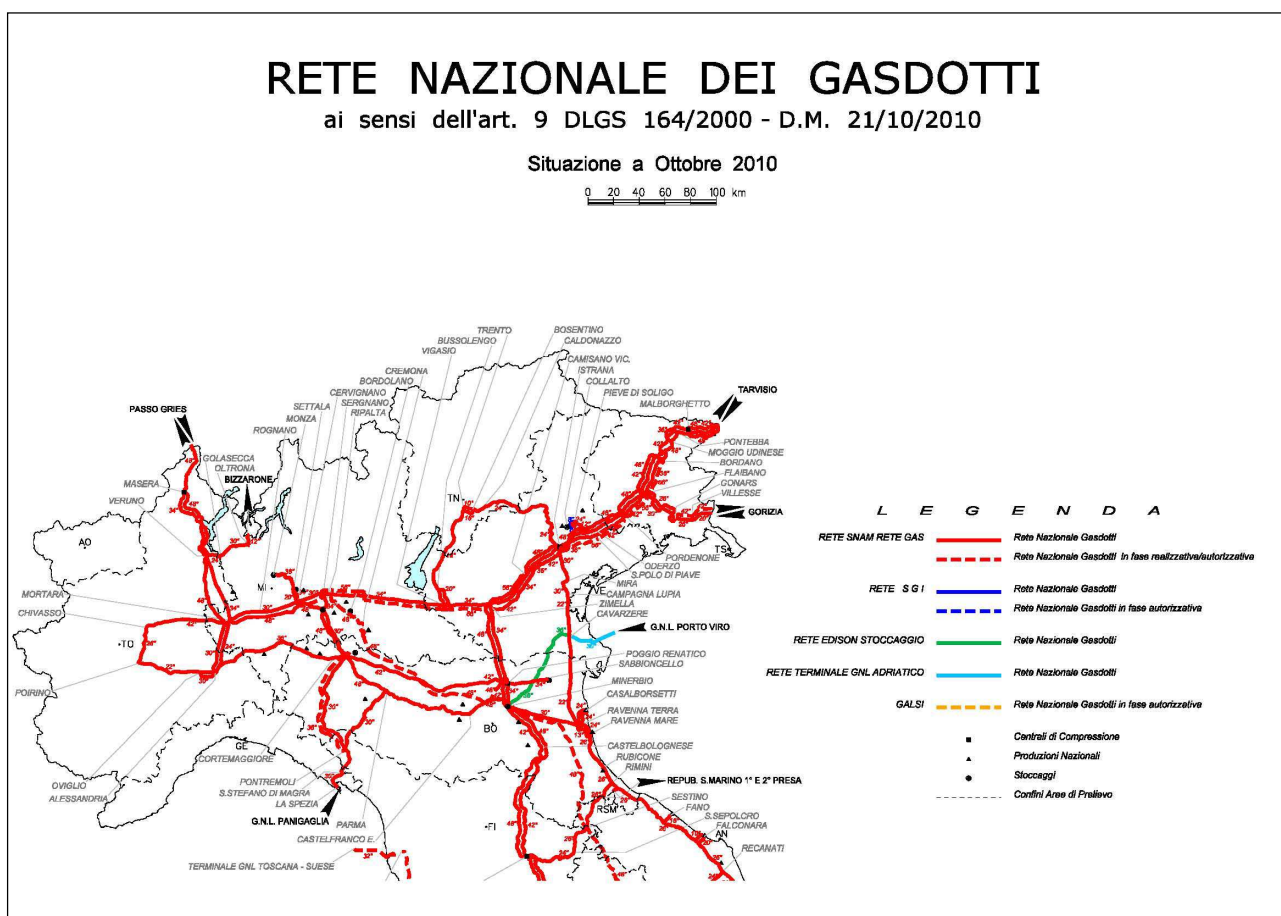 RETE NAZIONALE DEI GASDOTTI
ai sensi dell'art. 9 DLGS 164/2000 - D.M. 21/10/2010
Situazione a Ottobre 2010
0 20 40 60 80 100 km
TRENTO
BUSSOLENGO
VIGASIO
CREMONA
BORDOLANO
CERVIGNANO
SERGNANO
RIPALTA
SETTALA
MONZA
ROGNANO
BOSENTINO
CALDONAZZO
CAMISANO VIC.
ISTRANA
COLLALTO
PIEVE DI SOLIGO
MALBORGHETTO
TARVISIO
PASSO GRIES
GOLASECCA
OLTRONA
BIZZARONE
MASERA
VERUNO
PONTEBBA
MOGGIO UDINESE
BORDANO
FLAIBANO
GONARS
VILLESSE
GORIZIA
AO
TN
TS
MI
VE
TO
PORDENONE
ODERZO
S.POLO DI PIAVE
MIRA
CAMPAGNA LUPIA
ZIMELLA
CAVARZERE
G.N.L. PORTO VIRO
MORTARA
CHIVASSO
POIRINO
OVIGLIO
ALESSANDRIA
POGGIO RENATICO
SABBIONCELLO
MINERBIO
CASALBORSETTI
RAVENNA TERRA
RAVENNA MARE
BO
GE
CORTEMAGGIORE
PONTREMOLI
S.STEFANO DI MAGRA
LA SPEZIA
G.N.L. PANIGAGLIA
PARMA
CASTELFRANCO E.
TERMINALE GNL TOSCANA - SUESE
32"
CASTELBOLOGNESE
RUBICONE
RIMINI
REPUB. S.MARINO 1° E 2° PRESA
RSM
SESTINO
FANO
S.SEPOLCRO
FALCONARA
AN
RECANATI
FI
L E G E N D A
RETE SNAM RETE GAS Rete Nazionale Gasdotti
Rete Nazionale Gasdotti in fase realizzativa/autorizzativa
RETE S G I Rete Nazionale Gasdotti
Rete Nazionale Gasdotti in fase autorizzativa
RETE EDISON STOCCAGGIO Rete Nazionale Gasdotti
RETE TERMINALE GNL ADRIATICO Rete Nazionale Gasdotti
GALSI Rete Nazionale Gasdotti in fase autorizzativa
Centrali di Compressione
Produzioni Nazionali
Stoccaggi
Confini Aree di Prelievo